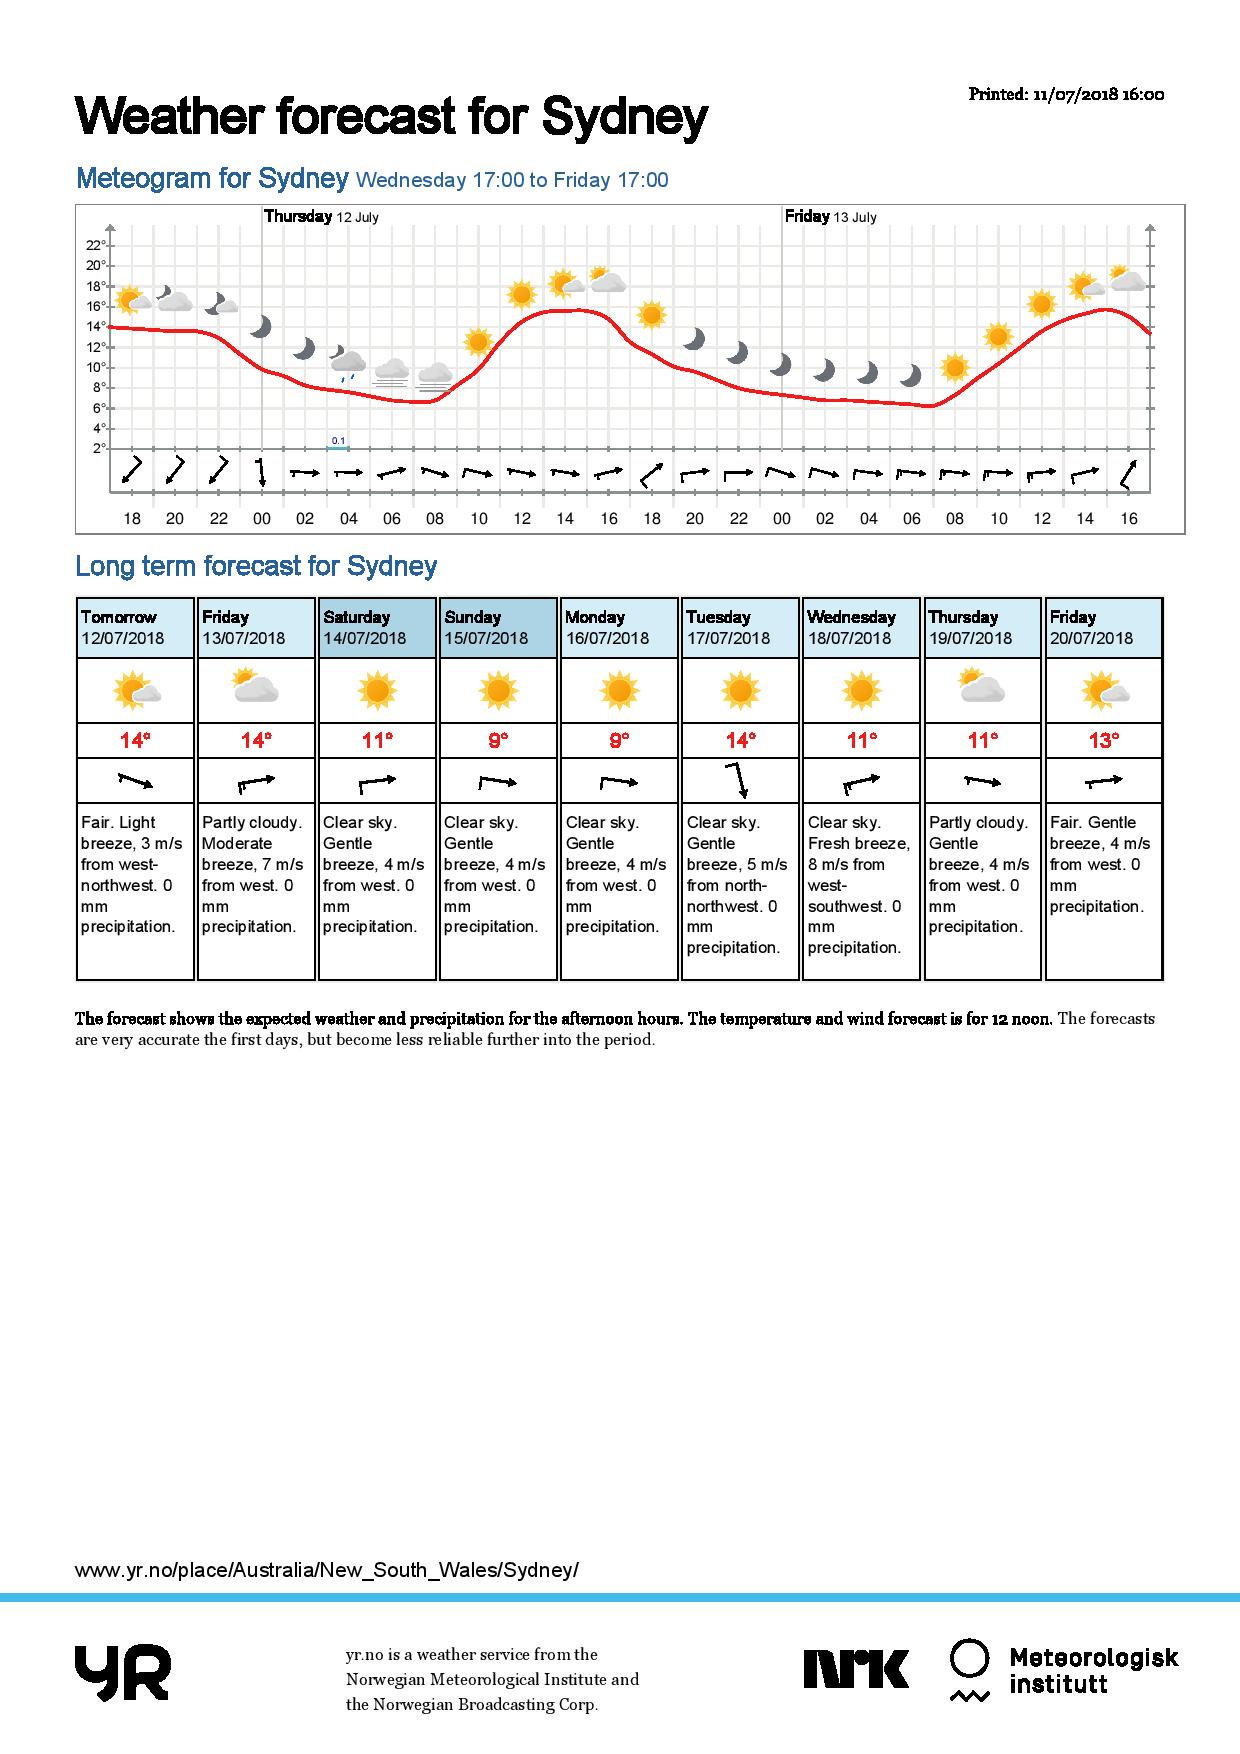 Printed: 11/07/2018 16:00
Weather forecast for Sydney
Meteogram for Sydney Wednesday 17:00 to Friday 17:00
Thursday 12 July
Friday 13 July
22°
20°
18°
16°
14°
12°
10°
8°
6°
4°
2°
0.1
18 20 22 00 02 04 06 08 10 12 14 16 18 20 22 00 02 04 06 08 10 12 14 16
Long term forecast for Sydney
Tomorrow Friday Saturday Sunday Monday Tuesday Wednesday Thursday Friday
12/07/2018 13/07/2018 14/07/2018 15/07/2018 16/07/2018 17/07/2018 18/07/2018 19/07/2018 20/07/2018
14° 14° 11° 9° 9° 14° 11° 11° 13°
Fair. Light
breeze, 3 m/s
from west-
northwest. 0
mm
precipitation.
Partly cloudy.
Moderate
breeze, 7 m/s
from west. 0
mm
precipitation.
Clear sky.
Gentle
breeze, 4 m/s
from west. 0
mm
precipitation.
Clear sky.
Gentle
breeze, 4 m/s
from west. 0
mm
precipitation.
Clear sky.
Gentle
breeze, 4 m/s
from west. 0
mm
precipitation.
Clear sky.
Gentle
breeze, 5 m/s
from north-
northwest. 0
mm
precipitation.
Clear sky.
Fresh breeze,
8 m/s from
west-
southwest. 0
mm
precipitation.
Partly cloudy.
Gentle
breeze, 4 m/s
from west. 0
mm
precipitation.
Fair. Gentle
breeze, 4 m/s
from west. 0
mm
precipitation.
The forecast shows the expected weather and precipitation for the afternoon hours. The temperature and wind forecast is for 12 noon. The forecasts
are very accurate the first days, but become less reliable further into the period.
www.yr.no/place/Australia/New_South_Wales/Sydney/
YR
yr.no is a weather service from the
Norwegian Meteorological Institute and
the Norwegian Broadcasting Corp.
NRK
Meteorologisk
institutt